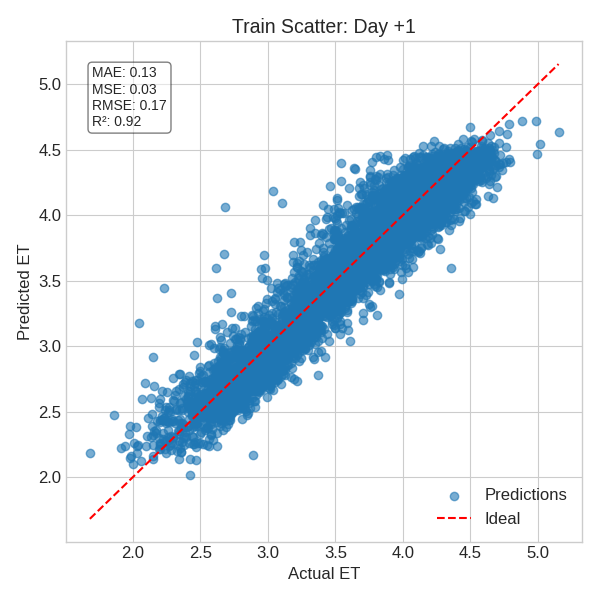 Train Scatter: Day +1
MAE: 0.13
MSE: 0.03
RMSE: 0.17
R²: 0.92
5.0
4.5
4.0
3.5
3.0
2.5
2.0
Predicted ET
Predictions
Ideal
2.0 2.5 3.0 3.5 4.0 4.5 5.0
Actual ET